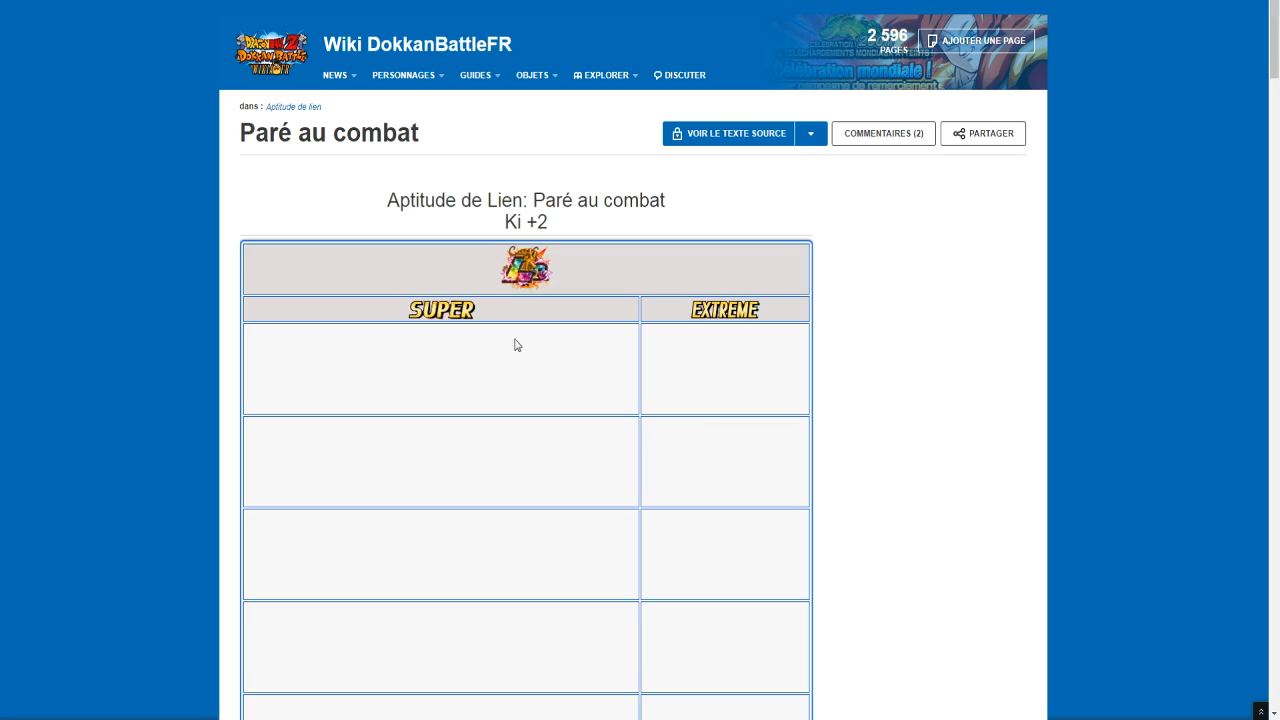 Wiki DokkanBattleFR
2 596
PAGES
AJOUTER UNE PAGE
NEWS
PERSONNAGES
GUIDES
OBJETS
EXPLORER
DISCUTER
Célébration mondiale !
dans : Aptitude de lien
Paré au combat
VOIR LE TEXTE SOURCE
COMMENTAIRES (2)
PARTAGER
Aptitude de Lien: Paré au combat
Ki +2
SUPER
EXTREME